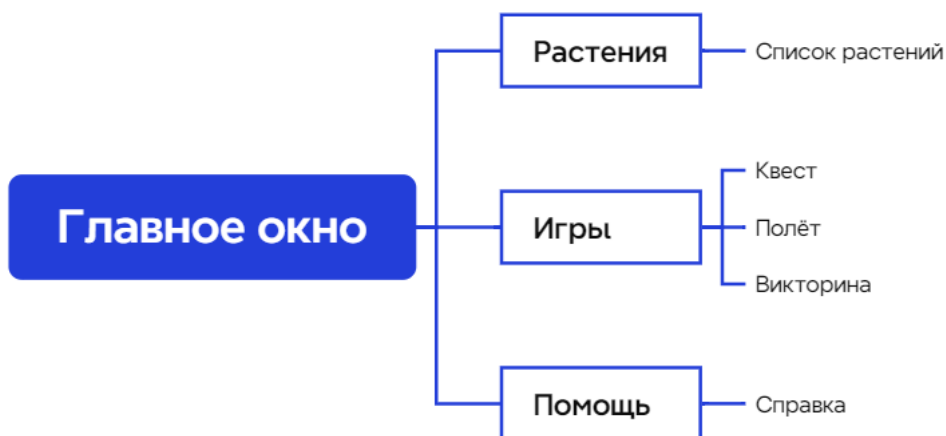 Главное окно
Растения
Список растений
Игры
Квест
Полёт
Викторина
Помощь
Справка